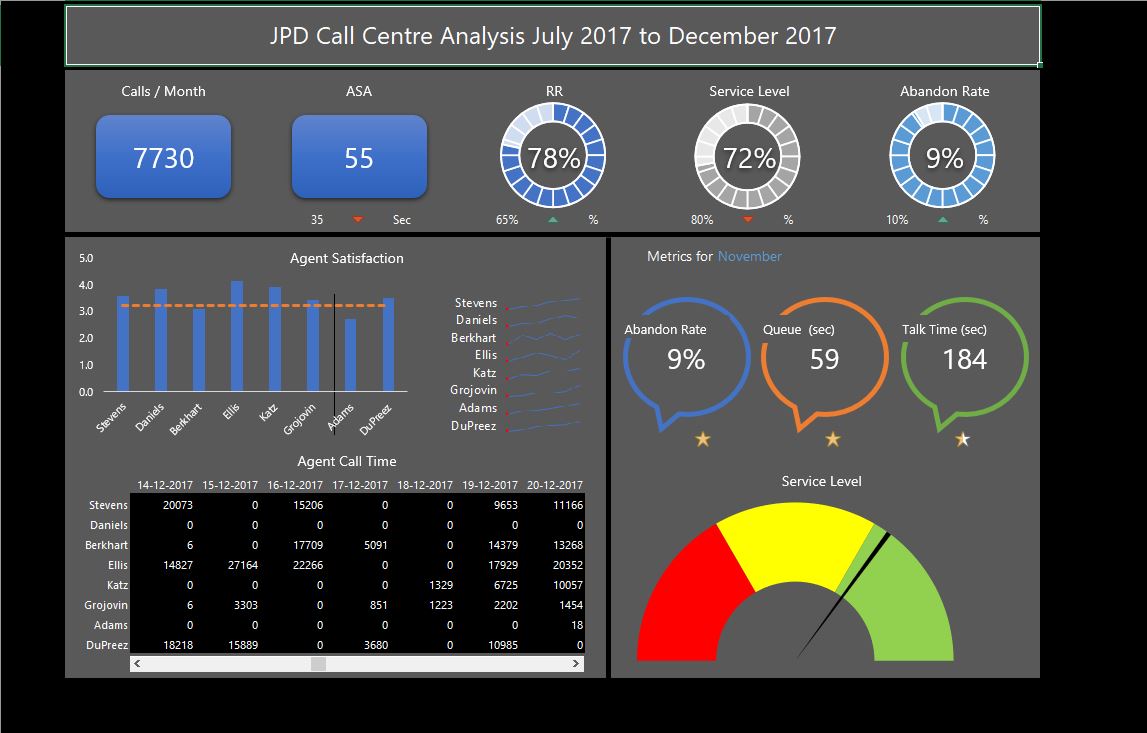 JPD Call Centre Analysis July 2017 to December 2017
Calls / Month ASA RR Service Level Abandon Rate
7730 55 78% 72% 9%
35 Sec 65% % 80% % 10% %
Agent Satisfaction
5.0
4.0
3.0
2.0
1.0
0.0
Stevens Daniels Berkhart Ellis Katz Grojovin Adams DuPreez
Stevens
Daniels
Berkhart
Ellis
Katz
Grojovin
Adams
DuPreez
Agent Call Time
14-12-2017 15-12-2017 16-12-2017 17-12-2017 18-12-2017 19-12-2017 20-12-2017
Stevens 20073 0 15206 0 0 9653 11166
Daniels 0 0 0 0 0 0 0
Berkhart 6 0 17709 5091 0 14379 13268
Ellis 14827 27164 22266 0 0 17929 20352
Katz 0 0 0 0 1329 6725 10057
Grojovin 6 3303 0 851 1223 2202 1454
Adams 0 0 0 0 0 0 18
DuPreez 18218 15889 0 3680 0 10985 0
Metrics for November
Abandon Rate Queue (sec) Talk Time (sec)
9% 59 184
Service Level